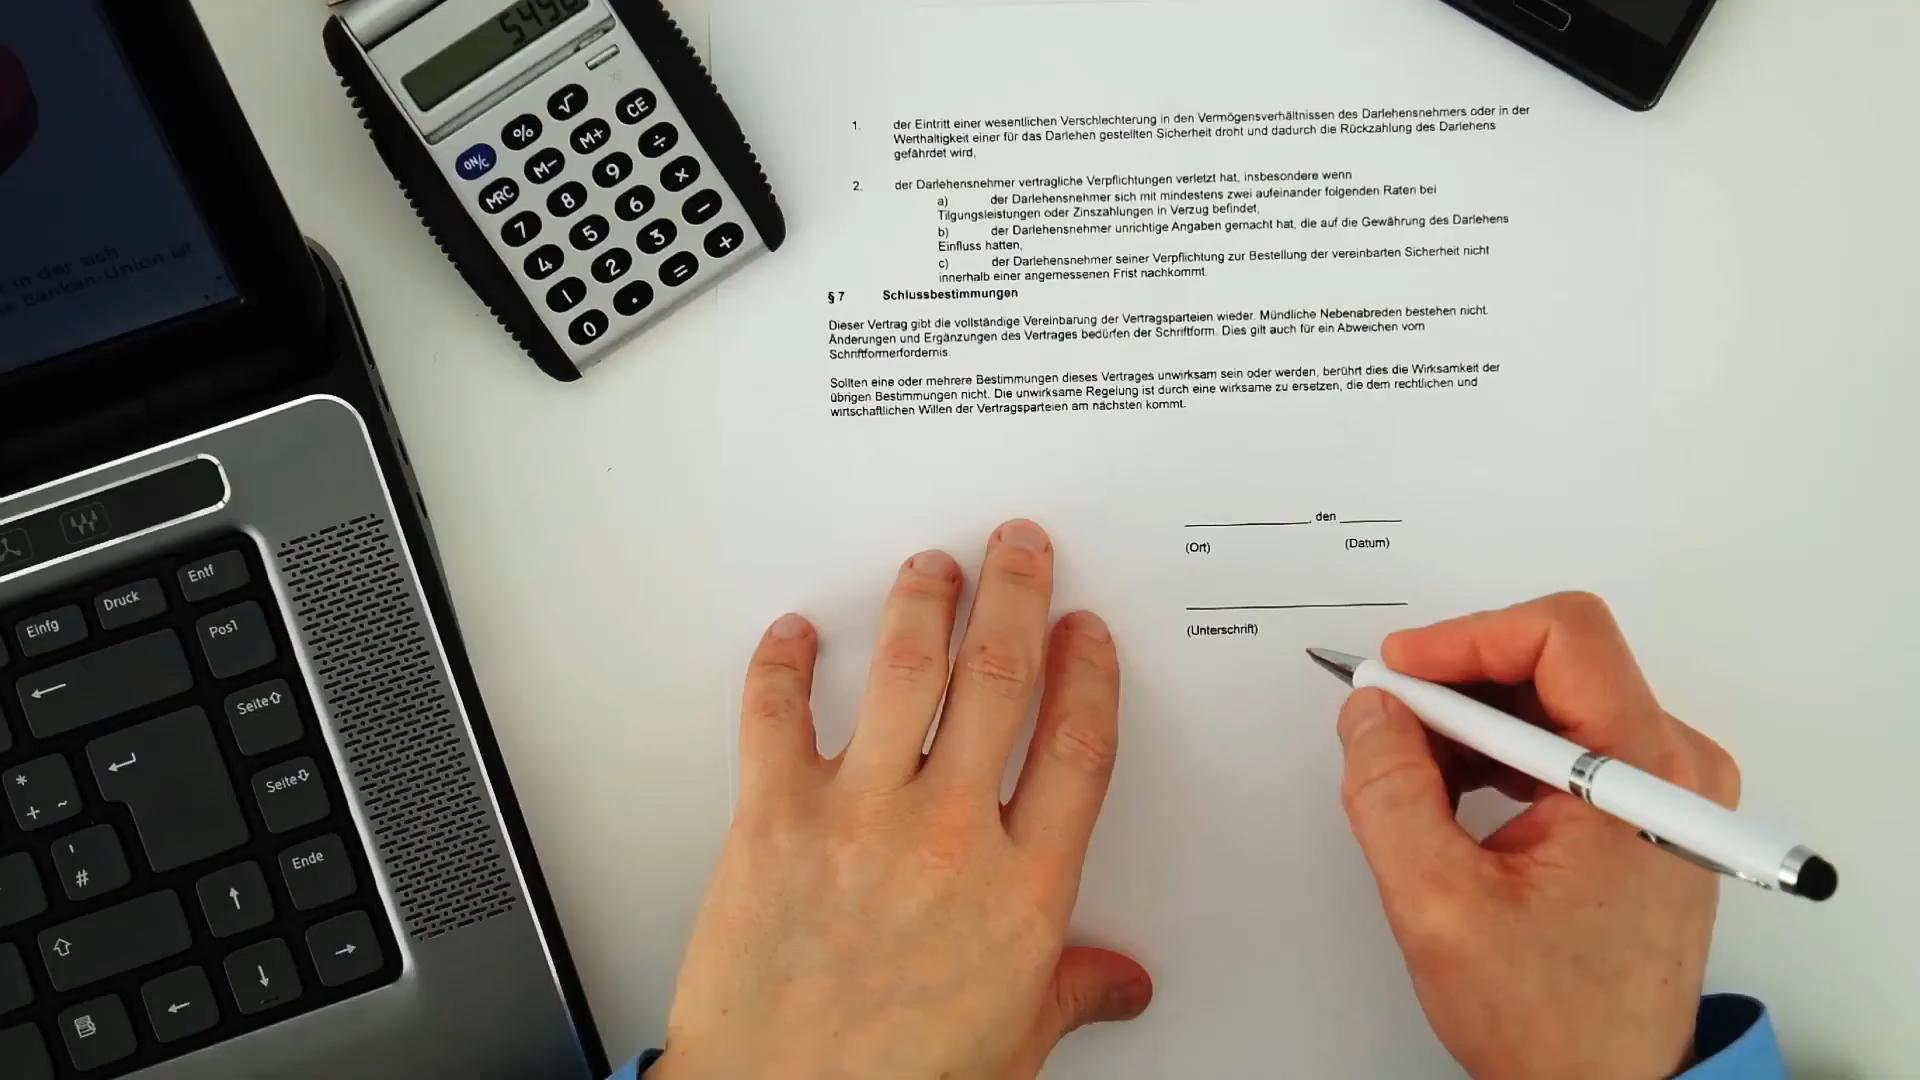 1. der Eintritt einer wesentlichen Verschlechterung in den Vermögensverhältnissen des Darlehensnehmers oder in der
Werthaltigkeit einer für das Darlehen gestellten Sicherheit droht und dadurch die Rückzahlung des Darlehens
gefährdet wird,
2. der Darlehensnehmer vertragliche Verpflichtungen verletzt hat, insbesondere wenn
a) der Darlehensnehmer sich mit mindestens zwei aufeinander folgenden Raten bei
Tilgungsleistungen oder Zinszahlungen in Verzug befindet,
b) der Darlehensnehmer unrichtige Angaben gemacht hat, die auf die Gewährung des Darlehens
Einfluss hatten,
c) der Darlehensnehmer seiner Verpflichtung zur Bestellung der vereinbarten Sicherheit nicht
innerhalb einer angemessenen Frist nachkommt.
§ 7 Schlussbestimmungen
Dieser Vertrag gibt die vollständige Vereinbarung der Vertragsparteien wieder. Mündliche Nebenabreden bestehen nicht.
Änderungen und Ergänzungen des Vertrages bedürfen der Schriftform. Dies gilt auch für ein Abweichen vom
Schriftformerfordernis.
Sollten eine oder mehrere Bestimmungen dieses Vertrages unwirksam sein oder werden, berührt dies die Wirksamkeit der
übrigen Bestimmungen nicht. Die unwirksame Regelung ist durch eine wirksame zu ersetzen, die dem rechtlichen und
wirtschaftlichen Willen der Vertragsparteien am nächsten kommt.
, den
(Ort) (Datum)
(Unterschrift)
% √
ON/C M- M+ CE
MRC 8 9 ÷
7 5 6 ×
4 2 3 −
1 . = +
0
in der sich
Banken-Union ist
Einfg Druck Entf
Pos1
←
Seite⇧
* + ~
Seite⇩
' #
Ende
↑
⇧
← ↓ →